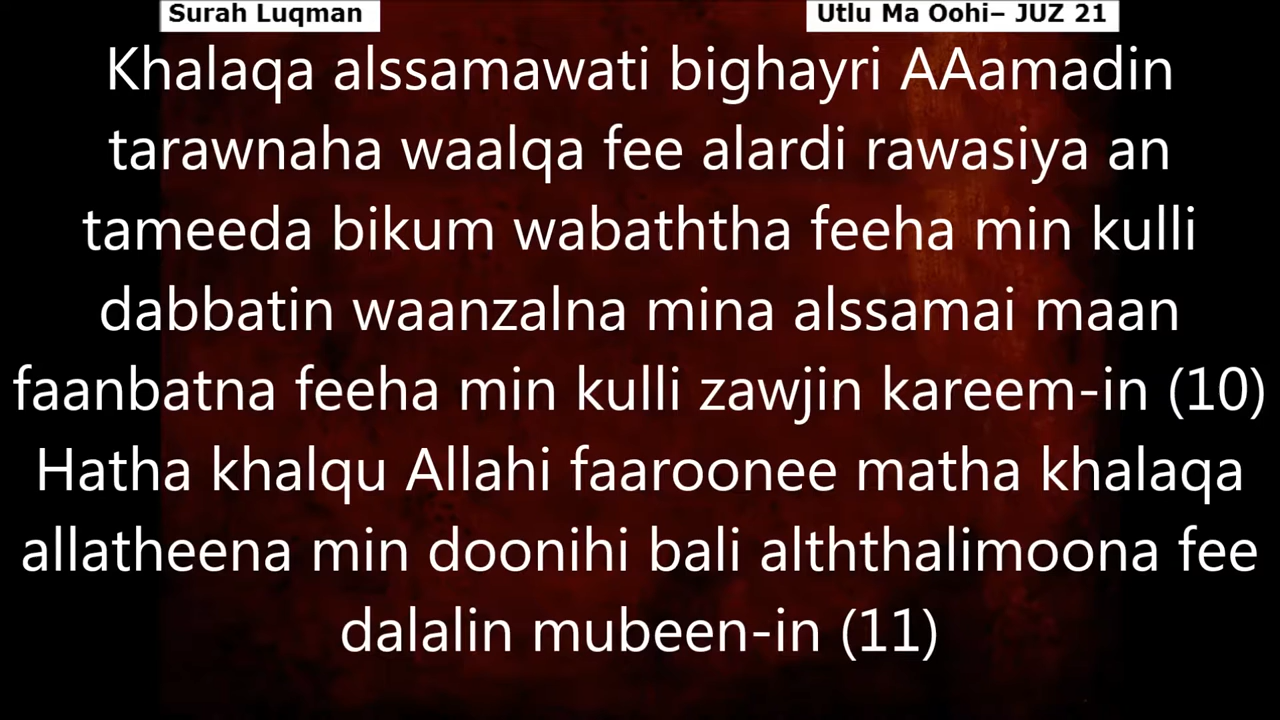 Surah Luqman
Utlu Ma Oohi– JUZ 21
Khalaqa alssamawati bighayri AAamadin
tarawnaha waalqa fee alardi rawasiya an
tameeda bikum wabaththa feeha min kulli
dabbatin waanzalna mina alssamai maan
faanbatna feeha min kulli zawjin kareem-in (10)
Hatha khalqu Allahi faaroonee matha khalaqa
allatheena min doonihi bali alththalimoona fee
dalalin mubeen-in (11)